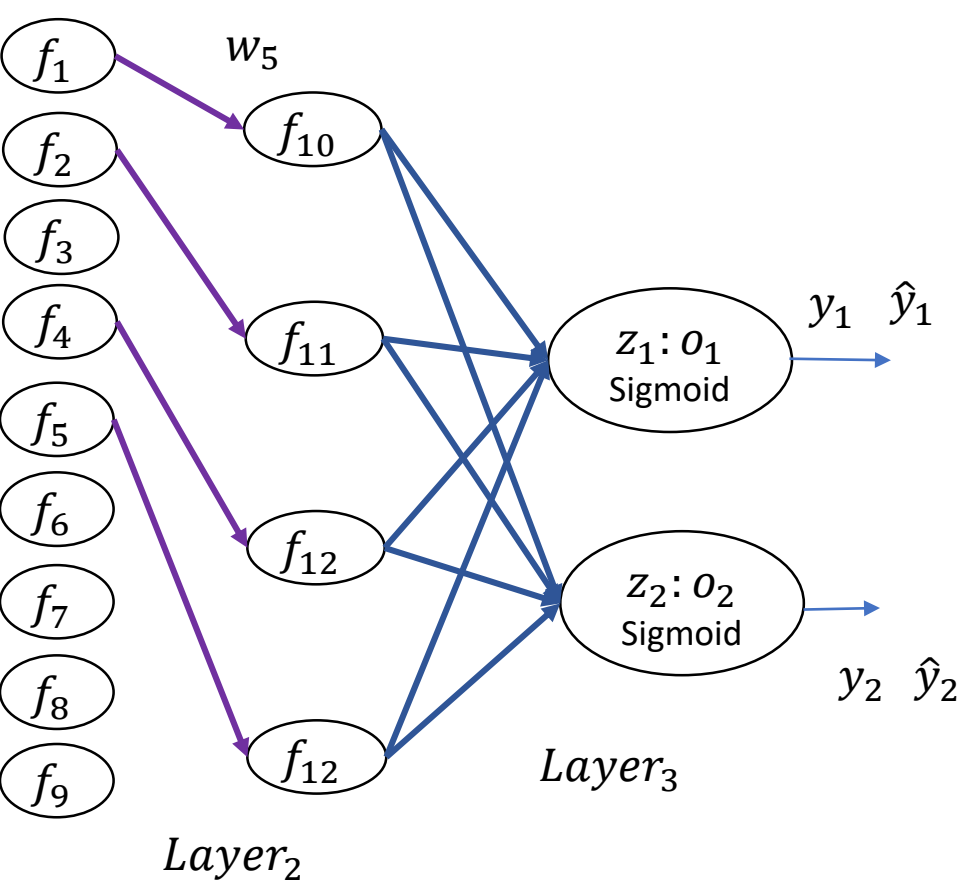 f₁
f₂
f₃
f₄
f₅
f₆
f₇
f₈
f₉
w₅
f₁₀
f₁₁
f₁₂
f₁₂
Layer₂
z₁: o₁
Sigmoid
z₂: o₂
Sigmoid
Layer₃
y₁ ŷ₁
y₂ ŷ₂